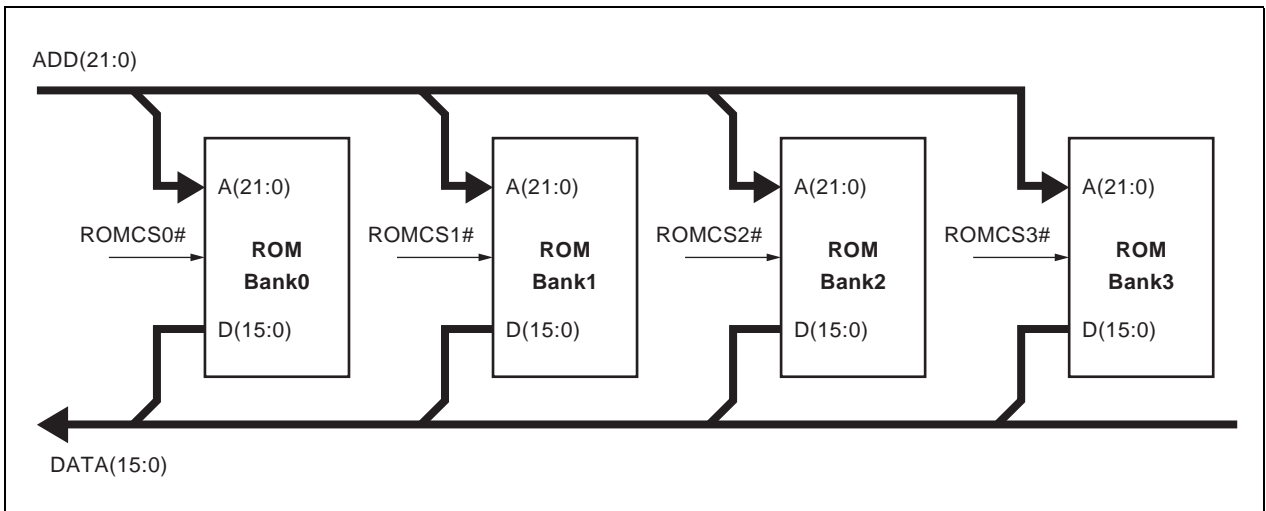 ADD(21:0)
A(21:0) A(21:0) A(21:0) A(21:0)
ROMCS0# ROMCS1# ROMCS2# ROMCS3#
ROM ROM ROM ROM
Bank0 Bank1 Bank2 Bank3
D(15:0) D(15:0) D(15:0) D(15:0)
DATA(15:0)